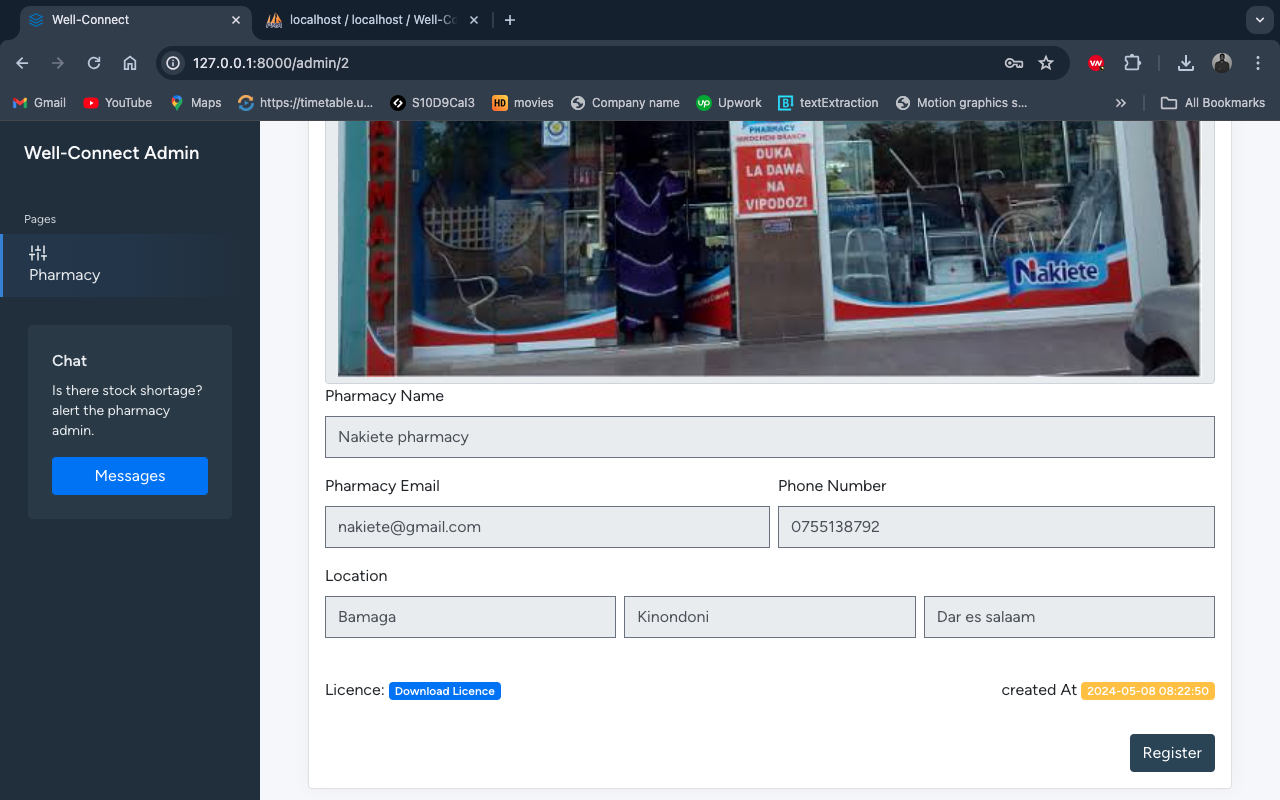 Well-Connect
localhost / localhost / Well-Co
127.0.0.1:8000/admin/2
Gmail
YouTube
Maps
https://timetable.u...
S10D9CaI3
HD movies
Company name
up Upwork
textExtraction
Motion graphics s...
»
All Bookmarks
Well-Connect Admin
Pages
Pharmacy
Chat
Is there stock shortage?
alert the pharmacy
admin.
Messages
PHARMACY
DUKA
LA DAWA
NA
VIPODOZI
Nakiete
Pharmacy Name
Nakiete pharmacy
Pharmacy Email
Phone Number
nakiete@gmail.com
0755138792
Location
Bamaga
Kinondoni
Dar es salaam
Licence: Download Licence
created At 2024-05-08 08:22:50
Register